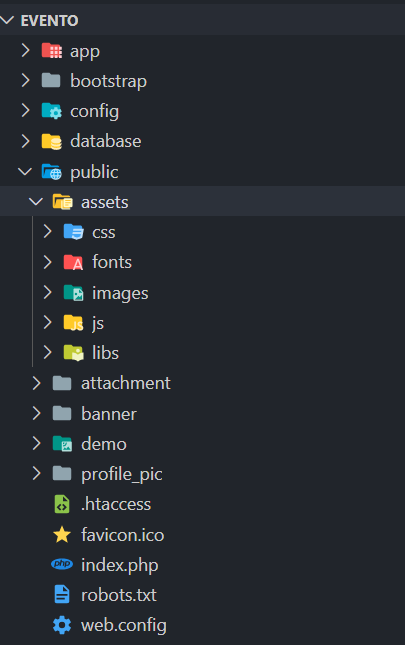 EVENTO
app
bootstrap
config
database
public
assets
css
fonts
images
js
libs
attachment
banner
demo
profile_pic
.htaccess
favicon.ico
index.php
robots.txt
web.config